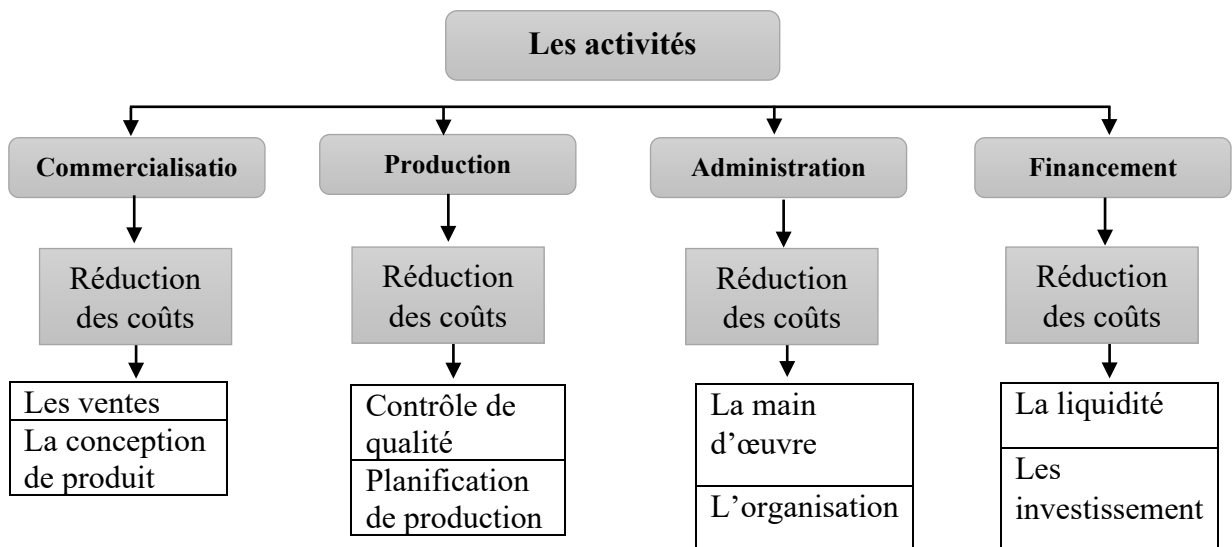 Les activités
Commercialisatio
Production
Administration
Financement
Réduction
des coûts
Réduction
des coûts
Réduction
des coûts
Réduction
des coûts
Les ventes
La conception
de produit
Contrôle de
qualité
Planification
de production
La main
d’œuvre
L’organisation
La liquidité
Les
investissement